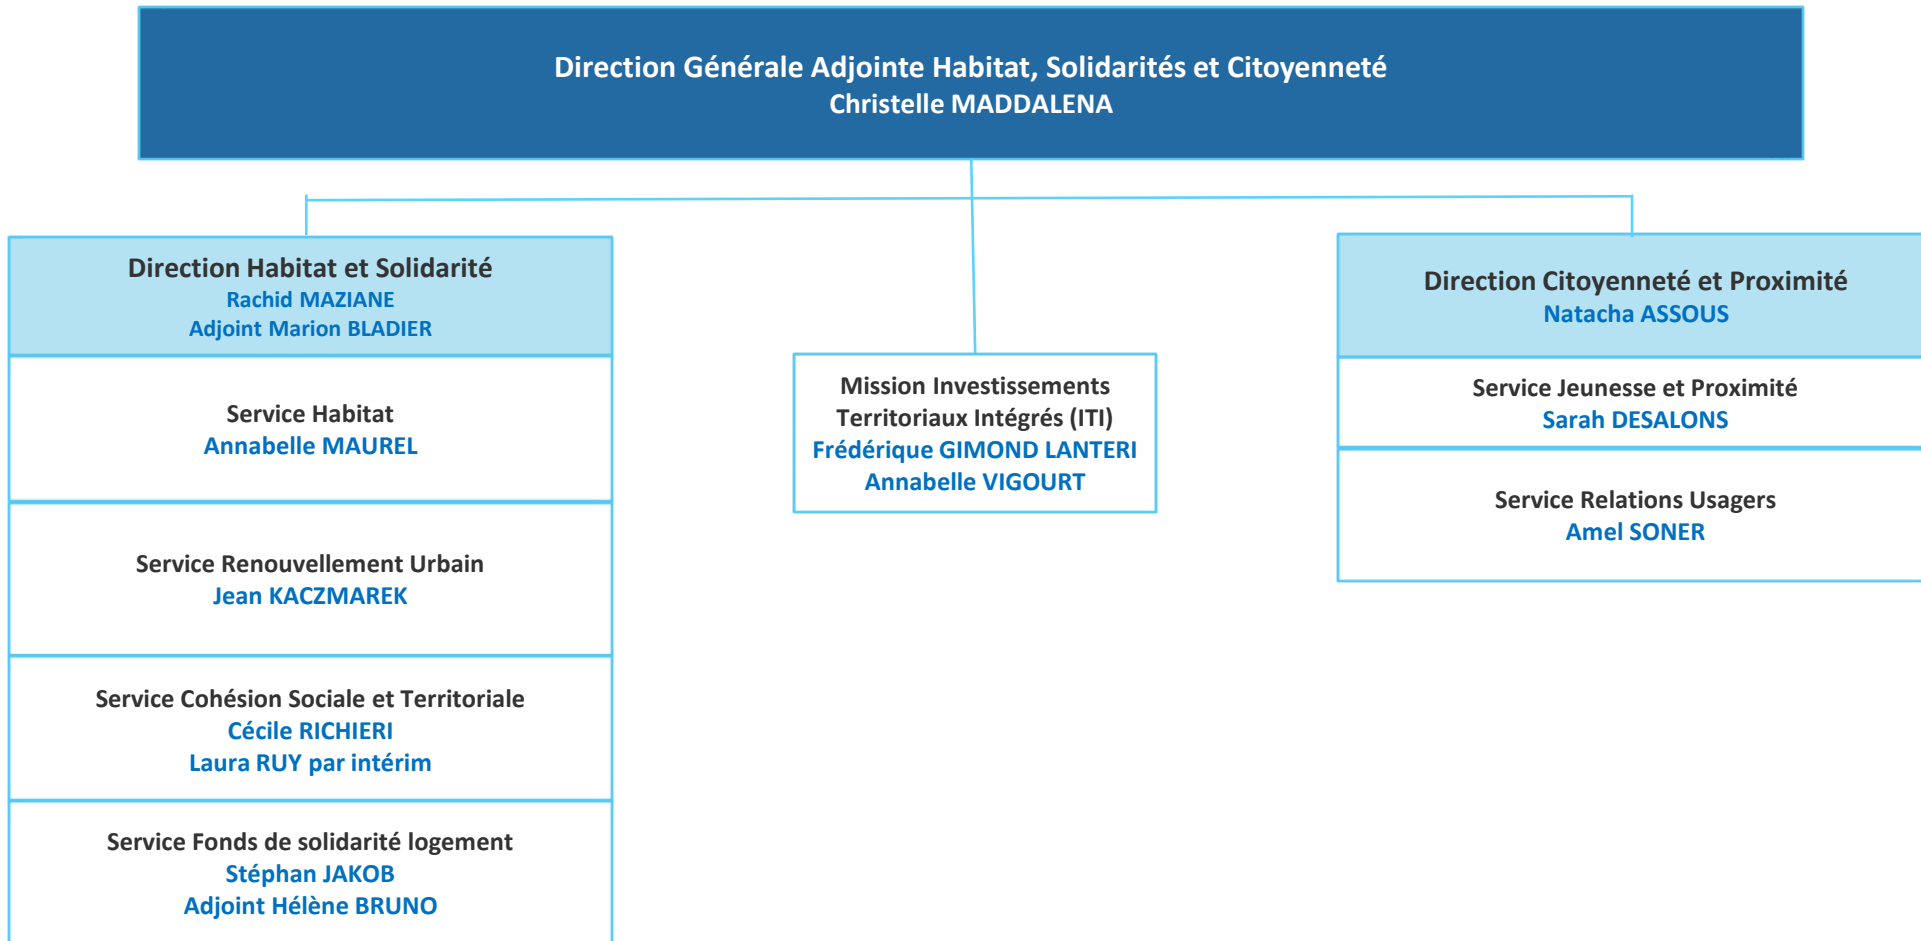 Direction Générale Adjointe Habitat, Solidarités et Citoyenneté
Christelle MADDALENA
Direction Habitat et Solidarité
Rachid MAZIANE
Adjoint Marion BLADIER
Service Habitat
Annabelle MAUREL
Service Renouvellement Urbain
Jean KACZMAREK
Service Cohésion Sociale et Territoriale
Cécile RICHIERI
Laura RUY par intérim
Service Fonds de solidarité logement
Stéphan JAKOB
Adjoint Hélène BRUNO
Mission Investissements
Territoriaux Intégrés (ITI)
Frédérique GIMOND LANTERI
Annabelle VIGOURT
Direction Citoyenneté et Proximité
Natacha ASSOUS
Service Jeunesse et Proximité
Sarah DESALONS
Service Relations Usagers
Amel SONER